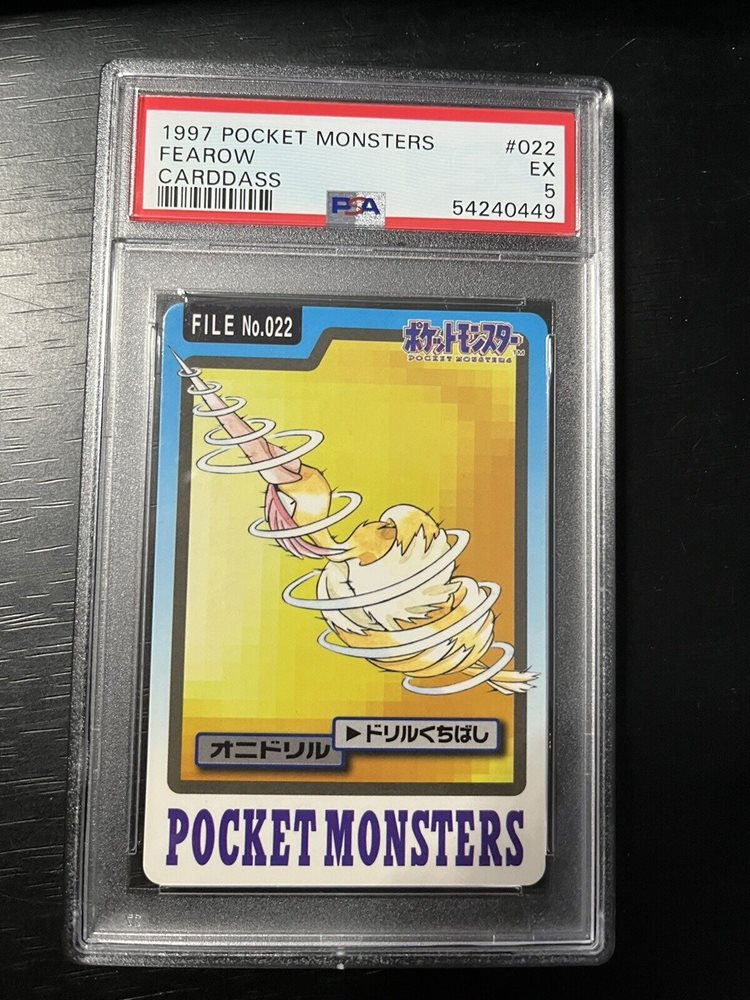 1997 POCKET MONSTERS #022
FEAROW EX
CARDDASS 5
PSA 54240449
FILE No.022
ポケットモンスター™
POCKET MONSTERS
オニドリル
▶ドリルくちばし
POCKET MONSTERS